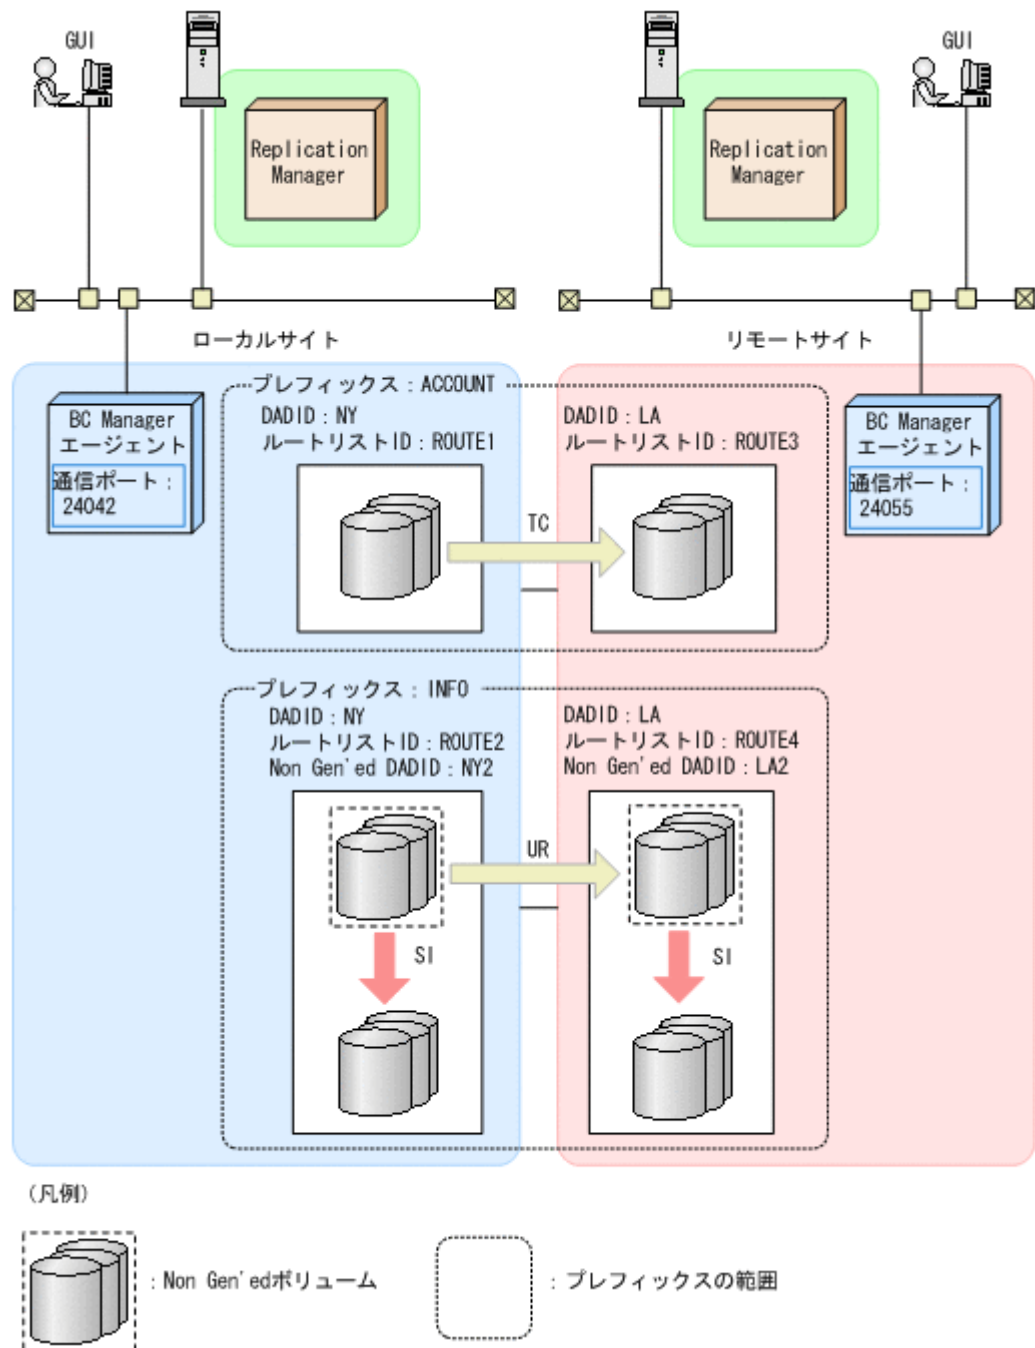 GUI
GUI
Replication
Manager
Replication
Manager
ローカルサイト
リモートサイト
プレフィックス：ACCOUNT
BC Manager
エージェント
通信ポート：
24042
DADID：NY
ルートリストID：ROUTE1
DADID：LA
ルートリストID：ROUTE3
BC Manager
エージェント
通信ポート：
24055
TC
プレフィックス：INFO
DADID：NY
ルートリストID：ROUTE2
Non Gen'ed DADID：NY2
DADID：LA
ルートリストID：ROUTE4
Non Gen'ed DADID：LA2
UR
SI
SI
(凡例)
：Non Gen'edボリューム
：プレフィックスの範囲